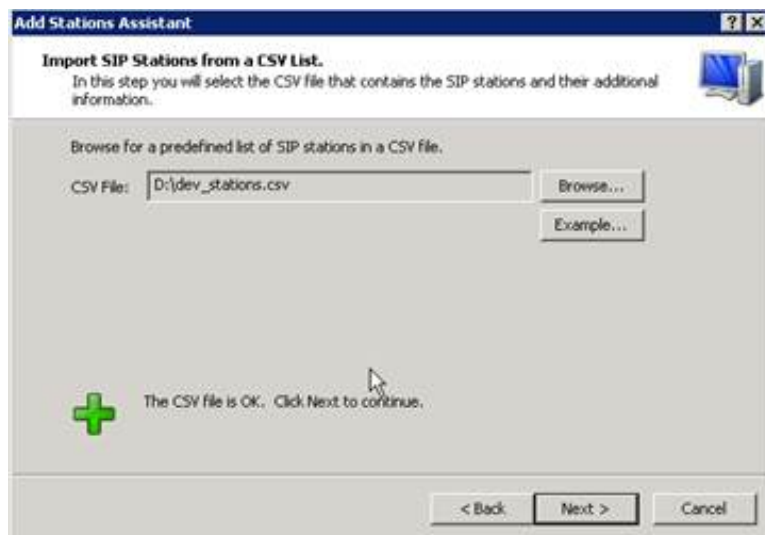 Add Stations Assistant
Import SIP Stations from a CSV List.
In this step you will select the CSV file that contains the SIP stations and their additional
information.
Browse for a predefined list of SIP stations in a CSV file.
CSV File: D:\dev_stations.csv Browse...
Example...
The CSV file is OK. Click Next to continue.
< Back Next > Cancel